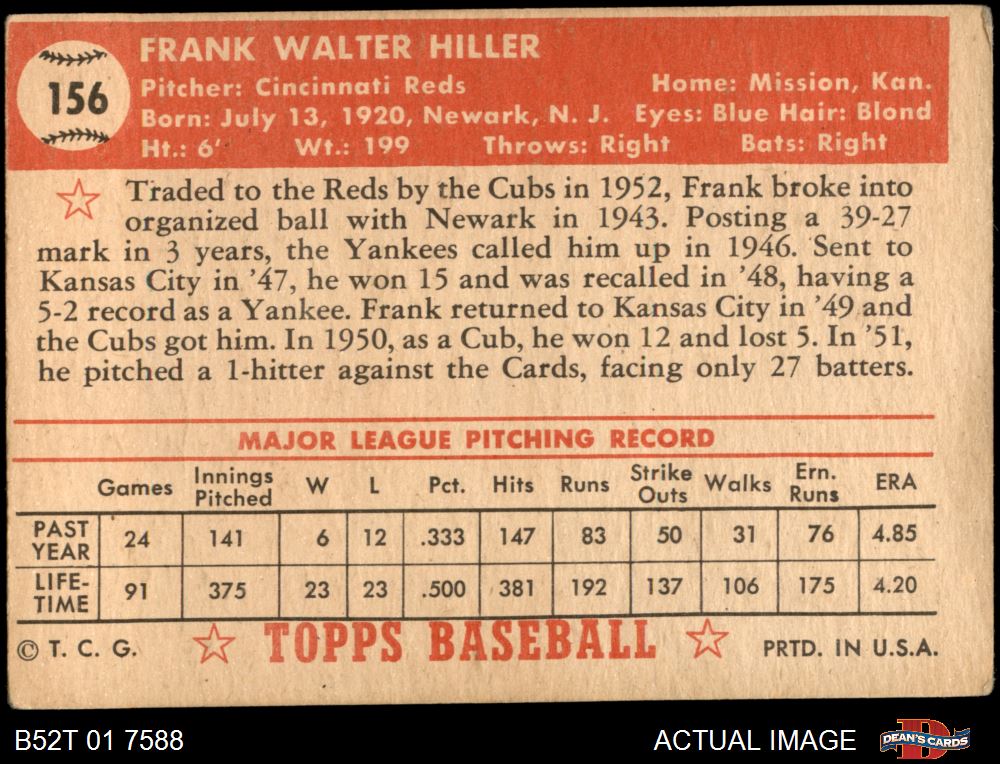 156
FRANK WALTER HILLER
Pitcher: Cincinnati Reds Home: Mission, Kan.
Born: July 13, 1920, Newark, N. J. Eyes: Blue Hair: Blond
Ht.: 6' Wt.: 199 Throws: Right Bats: Right
Traded to the Reds by the Cubs in 1952, Frank broke into
organized ball with Newark in 1943. Posting a 39-27
mark in 3 years, the Yankees called him up in 1946. Sent to
Kansas City in '47, he won 15 and was recalled in '48, having a
5-2 record as a Yankee. Frank returned to Kansas City in '49 and
the Cubs got him. In 1950, as a Cub, he won 12 and lost 5. In '51,
he pitched a 1-hitter against the Cards, facing only 27 batters.
MAJOR LEAGUE PITCHING RECORD
Games Innings Pitched W L Pct. Hits Runs Strike Outs Walks Ern. Runs ERA
PAST YEAR 24 141 6 12 .333 147 83 50 31 76 4.85
LIFE-TIME 91 375 23 23 .500 381 192 137 106 175 4.20
© T. C. G. TOPPS BASEBALL PRTD. IN U.S.A.
B52T 01 7588 ACTUAL IMAGE D DEAN'S CARDS